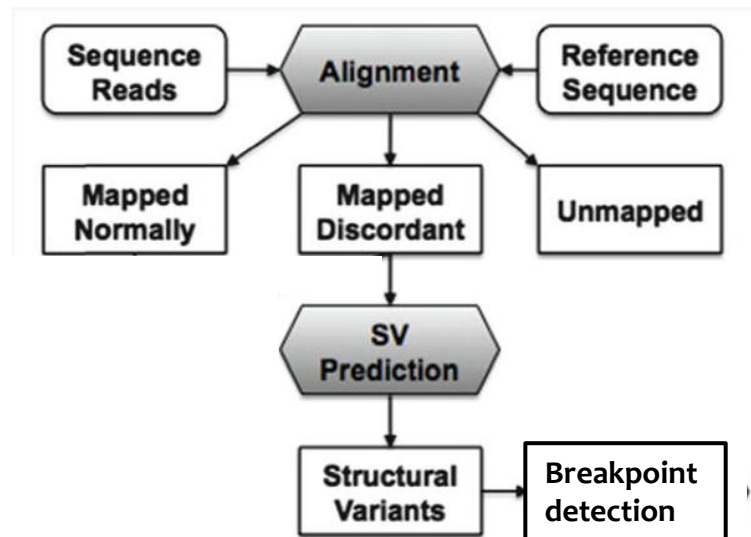 Sequence
Reads
Alignment
Reference
Sequence
Mapped
Normally
Mapped
Discordant
Unmapped
SV
Prediction
Structural
Variants
Breakpoint
detection